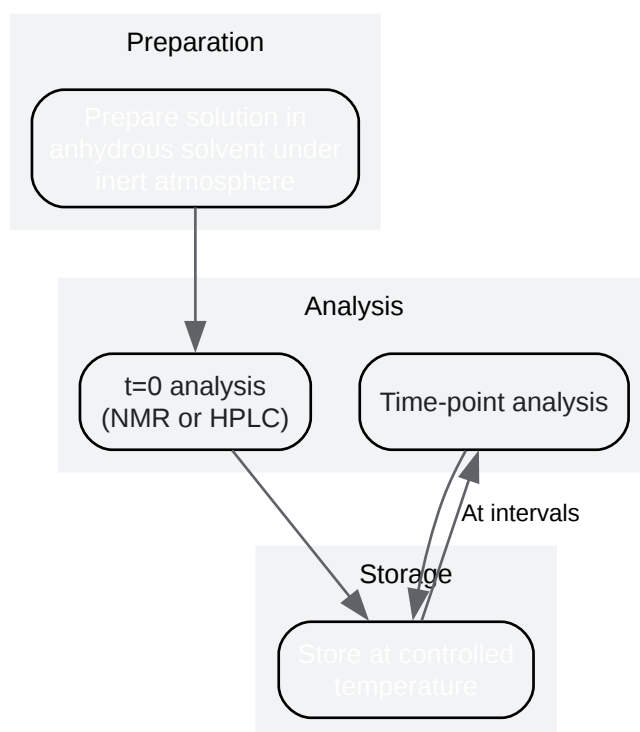 Preparation
Prepare solution in
anhydrous solvent under
inert atmosphere
Analysis
t=0 analysis
(NMR or HPLC)
Time-point analysis
At intervals
Storage
Store at controlled
temperature